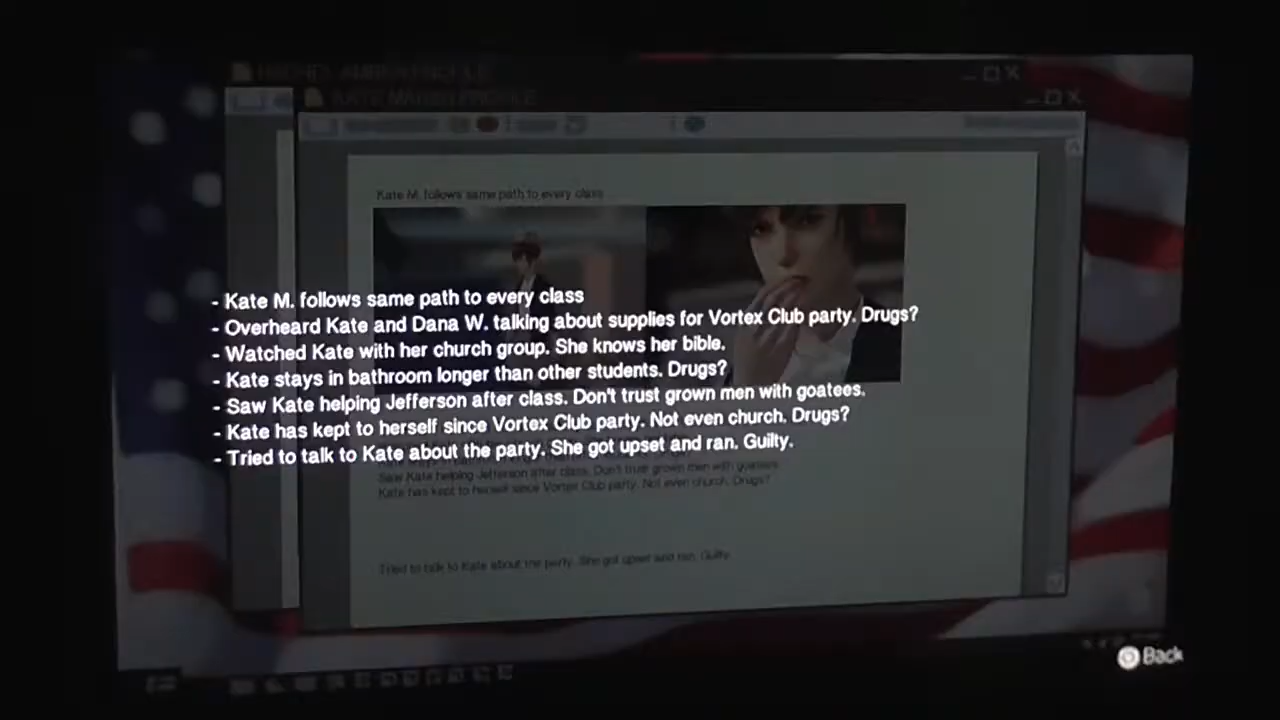 RACHEL AMBER PROFILE
KATE MARSH PROFILE
Kate M. follows same path to every class
- Kate M. follows same path to every class
- Overheard Kate and Dana W. talking about supplies for Vortex Club party. Drugs?
- Watched Kate with her church group. She knows her bible.
- Kate stays in bathroom longer than other students. Drugs?
- Saw Kate helping Jefferson after class. Don't trust grown men with goatees.
- Kate has kept to herself since Vortex Club party. Not even church. Drugs?
- Tried to talk to Kate about the party. She got upset and ran. Guilty.
Saw Kate helping Jefferson after class. Don't trust grown men with goatees.
Kate has kept to herself since Vortex Club party. Not even church. Drugs?
Tried to talk to Kate about the party. She got upset and ran. Guilty.
Back